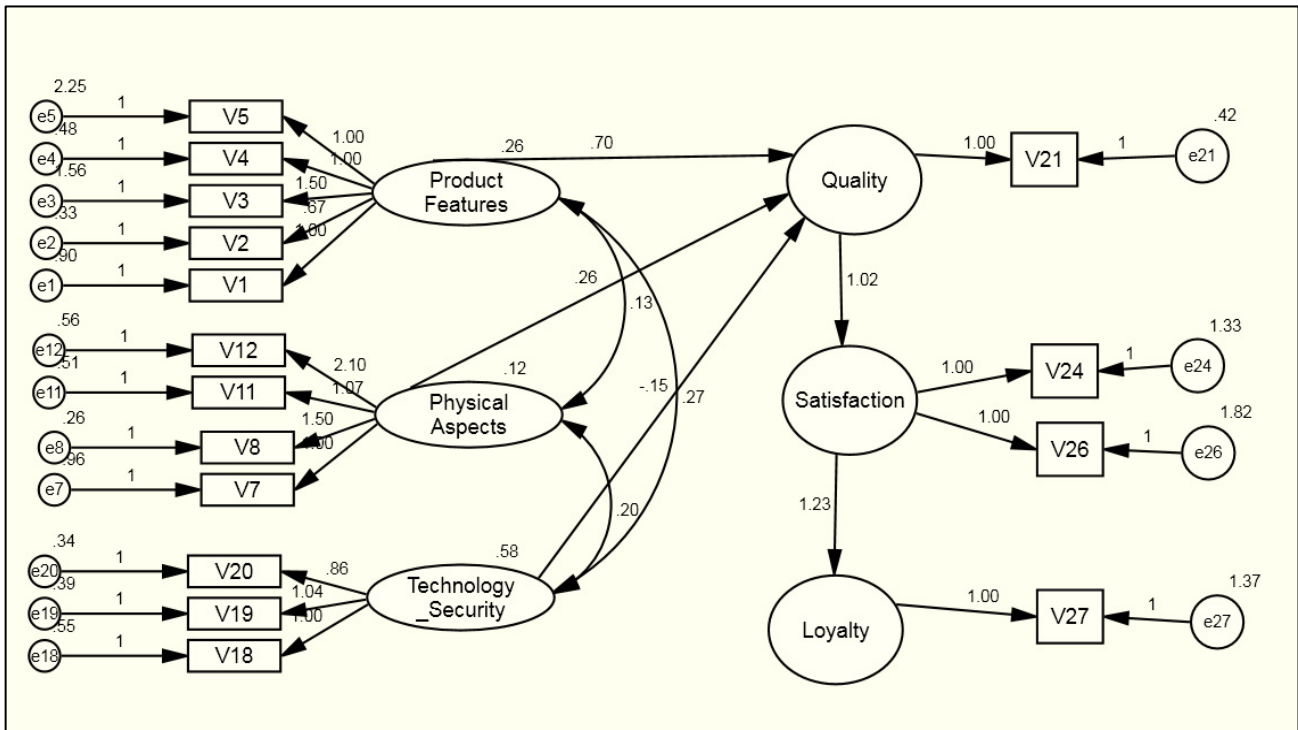 2.25
e5 1 V5
.48
e4 1 V4
1.56
e3 1 V3
.33
e2 1 V2
.90
e1 1 V1
1.00
1.00
1.50
.67
1.00
Product
Features
.26
.70
.56
e12 1 V12
.51
e11 1 V11
.26
e8 1 V8
.96
e7 1 V7
2.10
1.07
1.50
1.00
Physical
Aspects
.12
.26
.13
.34
e20 1 V20
.39
e19 1 V19
.55
e18 1 V18
.86
1.04
1.00
Technology
_Security
.58
-.15
.27
.20
Quality
1.00
V21
1
.42
e21
1.02
Satisfaction
1.00
V24
1
1.33
e24
1.00
V26
1
1.82
e26
1.23
Loyalty
1.00
V27
1
1.37
e27